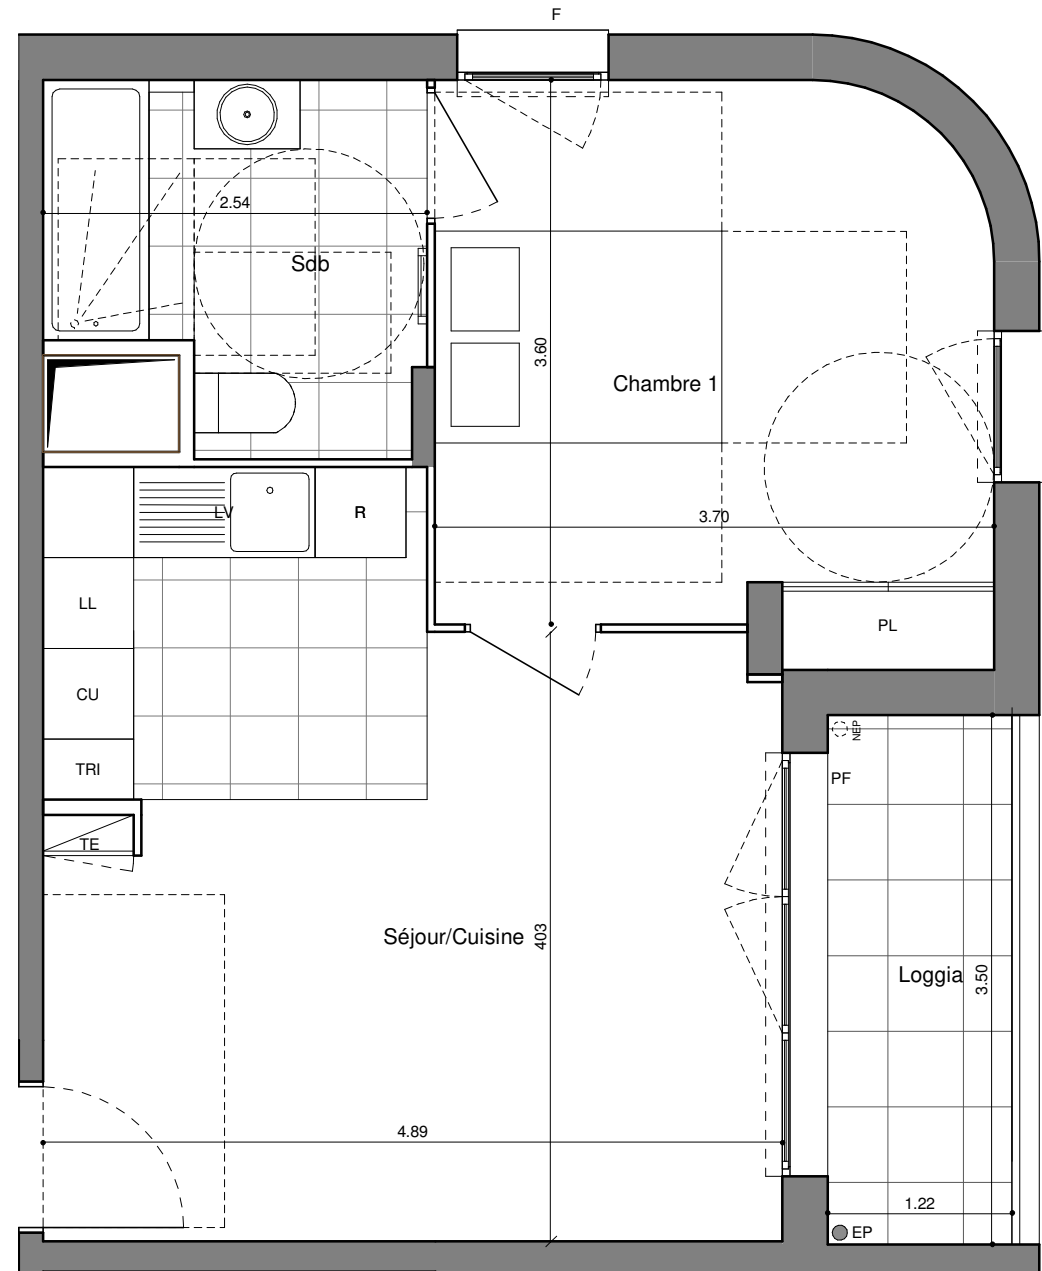 F
2.54
Sdb
3.60
Chambre 1
LV
R
3.70
LL
PL
CU
NEP
TRI
PF
TE
Séjour/Cuisine
403
Loggia
3.50
4.89
1.22
EP